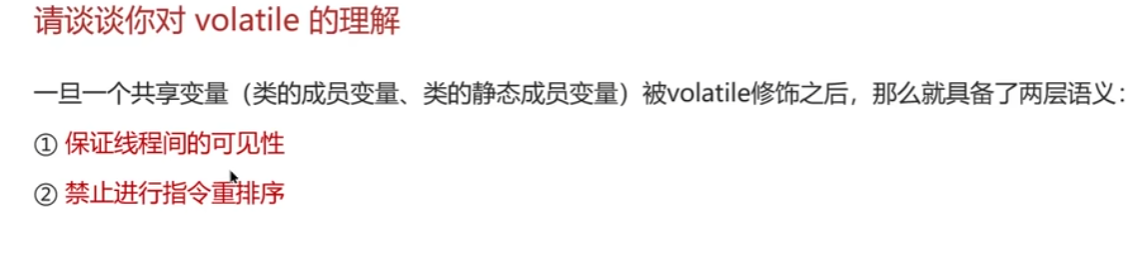 请谈谈你对 volatile 的理解
一旦一个共享变量（类的成员变量、类的静态成员变量）被volatile修饰之后，那么就具备了两层语义：
① 保证线程间的可见性
② 禁止进行指令重排序